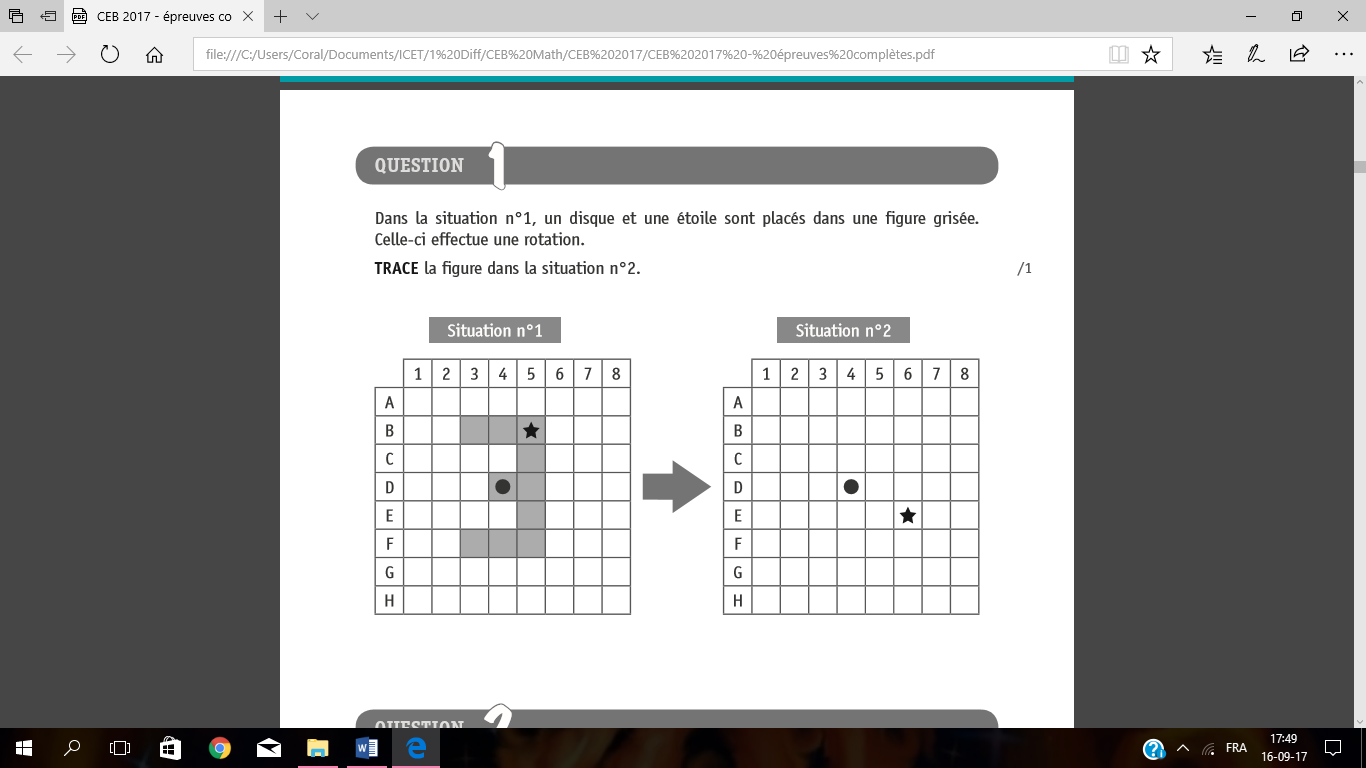 CEB 2017 - épreuves co
file:///C:/Users/Coral/Documents/ICET/1%20Diff/CEB%20Math/CEB%202017/CEB%202017%20-%20épreuves%20complètes.pdf
QUESTION 1
Dans la situation n°1, un disque et une étoile sont placés dans une figure grisée.
Celle-ci effectue une rotation.
TRACE la figure dans la situation n°2. /1
Situation n°1
1 2 3 4 5 6 7 8
A
B
C
D
E
F
G
H
Situation n°2
1 2 3 4 5 6 7 8
A
B
C
D
E
F
G
H
QUESTION 2
FRA
17:49
16-09-17